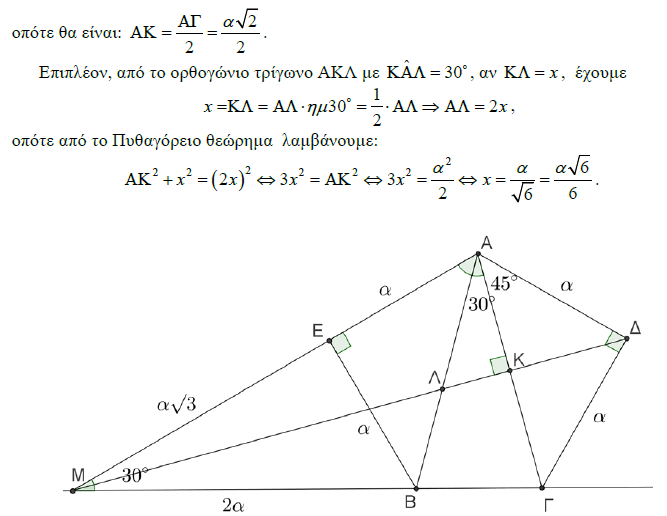 οπότε θα είναι: ΑΚ = ΑΓ/2 = α√2/2 .
Επιπλέον, από το ορθογώνιο τρίγωνο ΑΚΛ με ΚÂΛ = 30°, αν ΚΛ = x , έχουμε
x =ΚΛ = ΑΛ·ημ30° = 1/2 · ΑΛ ⇒ ΑΛ = 2x ,
οπότε από το Πυθαγόρειο θεώρημα λαμβάνουμε:
ΑΚ² + x² = (2x)² ⇔ 3x² = ΑΚ² ⇔ 3x² = α²/2 ⇔ x = α/√6 = α√6/6 .
Α
α
45°
α
30°
Ε
Δ
Κ
Λ
α√3
α
α
Μ
30°
2α
Β
Γ